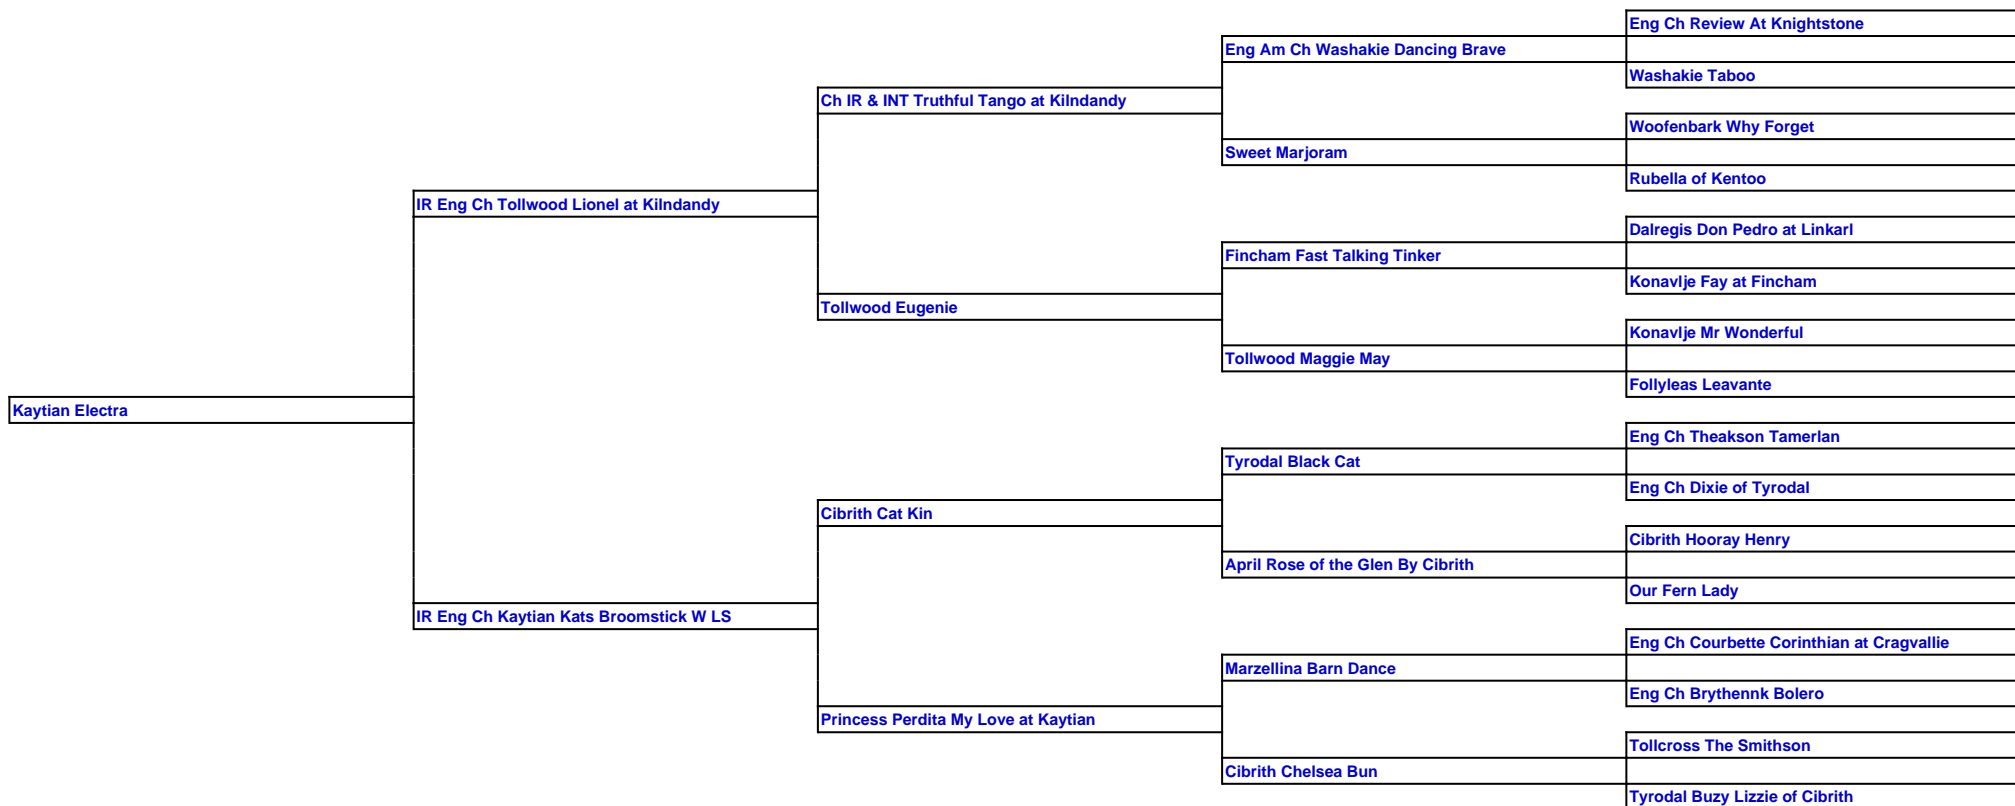 Eng Ch Review At Knightstone
Eng Am Ch Washakie Dancing Brave
Washakie Taboo
Ch IR & INT Truthful Tango at Kilndandy
Woofenbark Why Forget
Sweet Marjoram
Rubella of Kentoo
IR Eng Ch Tollwood Lionel at Kilndandy
Dalregis Don Pedro at Linkarl
Fincham Fast Talking Tinker
Konavlje Fay at Fincham
Tollwood Eugenie
Konavlje Mr Wonderful
Tollwood Maggie May
Follyleas Leavante
Kaytian Electra
Eng Ch Theakson Tamerlan
Tyrodal Black Cat
Eng Ch Dixie of Tyrodal
Cibrith Cat Kin
Cibrith Hooray Henry
April Rose of the Glen By Cibrith
Our Fern Lady
IR Eng Ch Kaytian Kats Broomstick W LS
Eng Ch Courbette Corinthian at Cragvallie
Marzellina Barn Dance
Eng Ch Brythennk Bolero
Princess Perdita My Love at Kaytian
Tollcross The Smithson
Cibrith Chelsea Bun
Tyrodal Buzy Lizzie of Cibrith